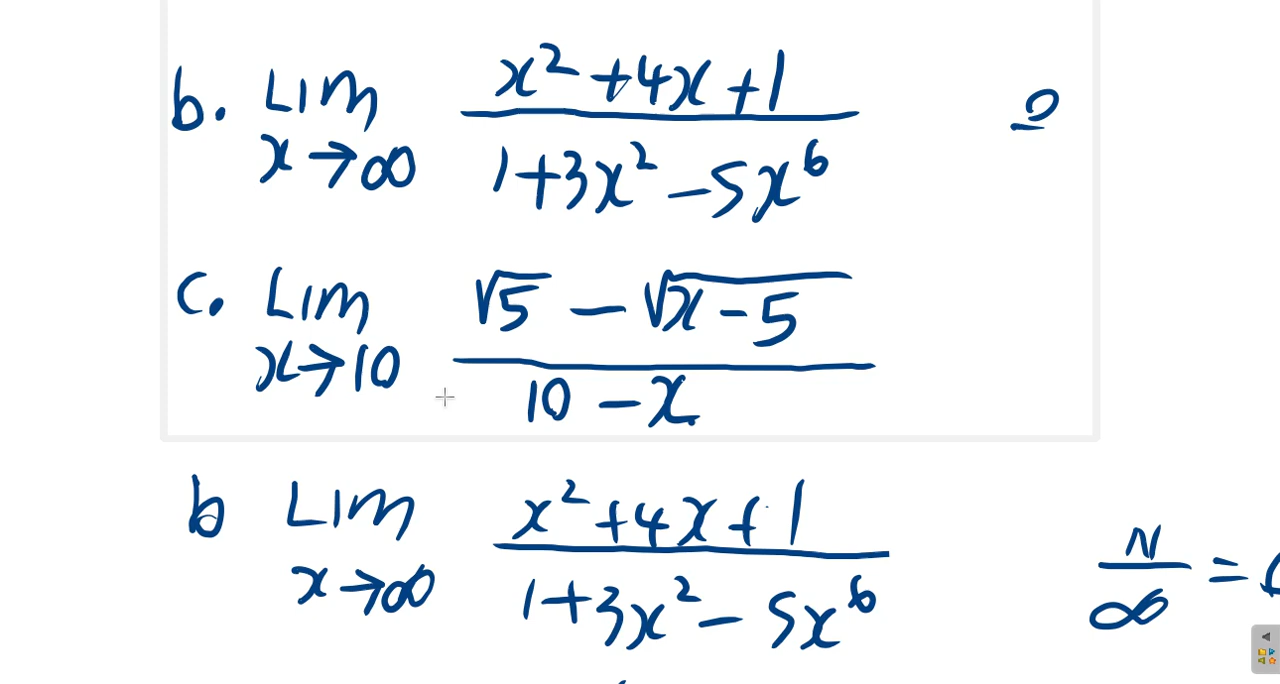 b. Lim x→∞ (x² + 4x + 1) / (1 + 3x² - 5x⁶)
c. Lim x→10 (√5 - √(x - 5)) / (10 - x)
b Lim x→∞ (x² + 4x + 1) / (1 + 3x² - 5x⁶)
N/∞ =